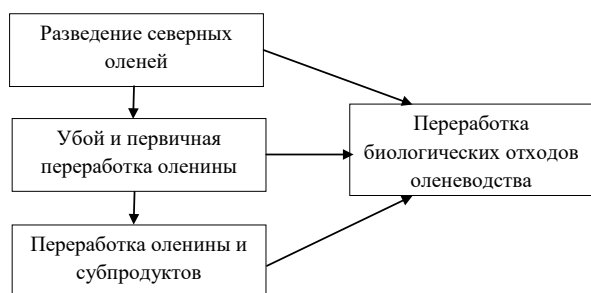 Разведение северных
оленей
Убой и первичная
переработка оленины
Переработка оленины и
субпродуктов
Переработка
биологических отходов
оленеводства